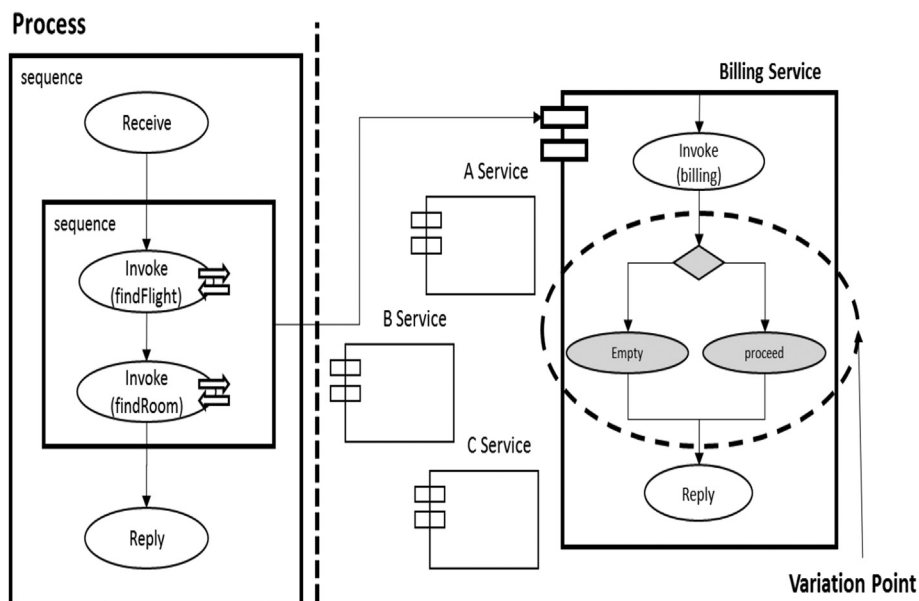 Process
sequence
Receive
sequence
Invoke
(findFlight)
Invoke
(findRoom)
Reply
A Service
B Service
C Service
Billing Service
Invoke
(billing)
Empty
proceed
Reply
Variation Point